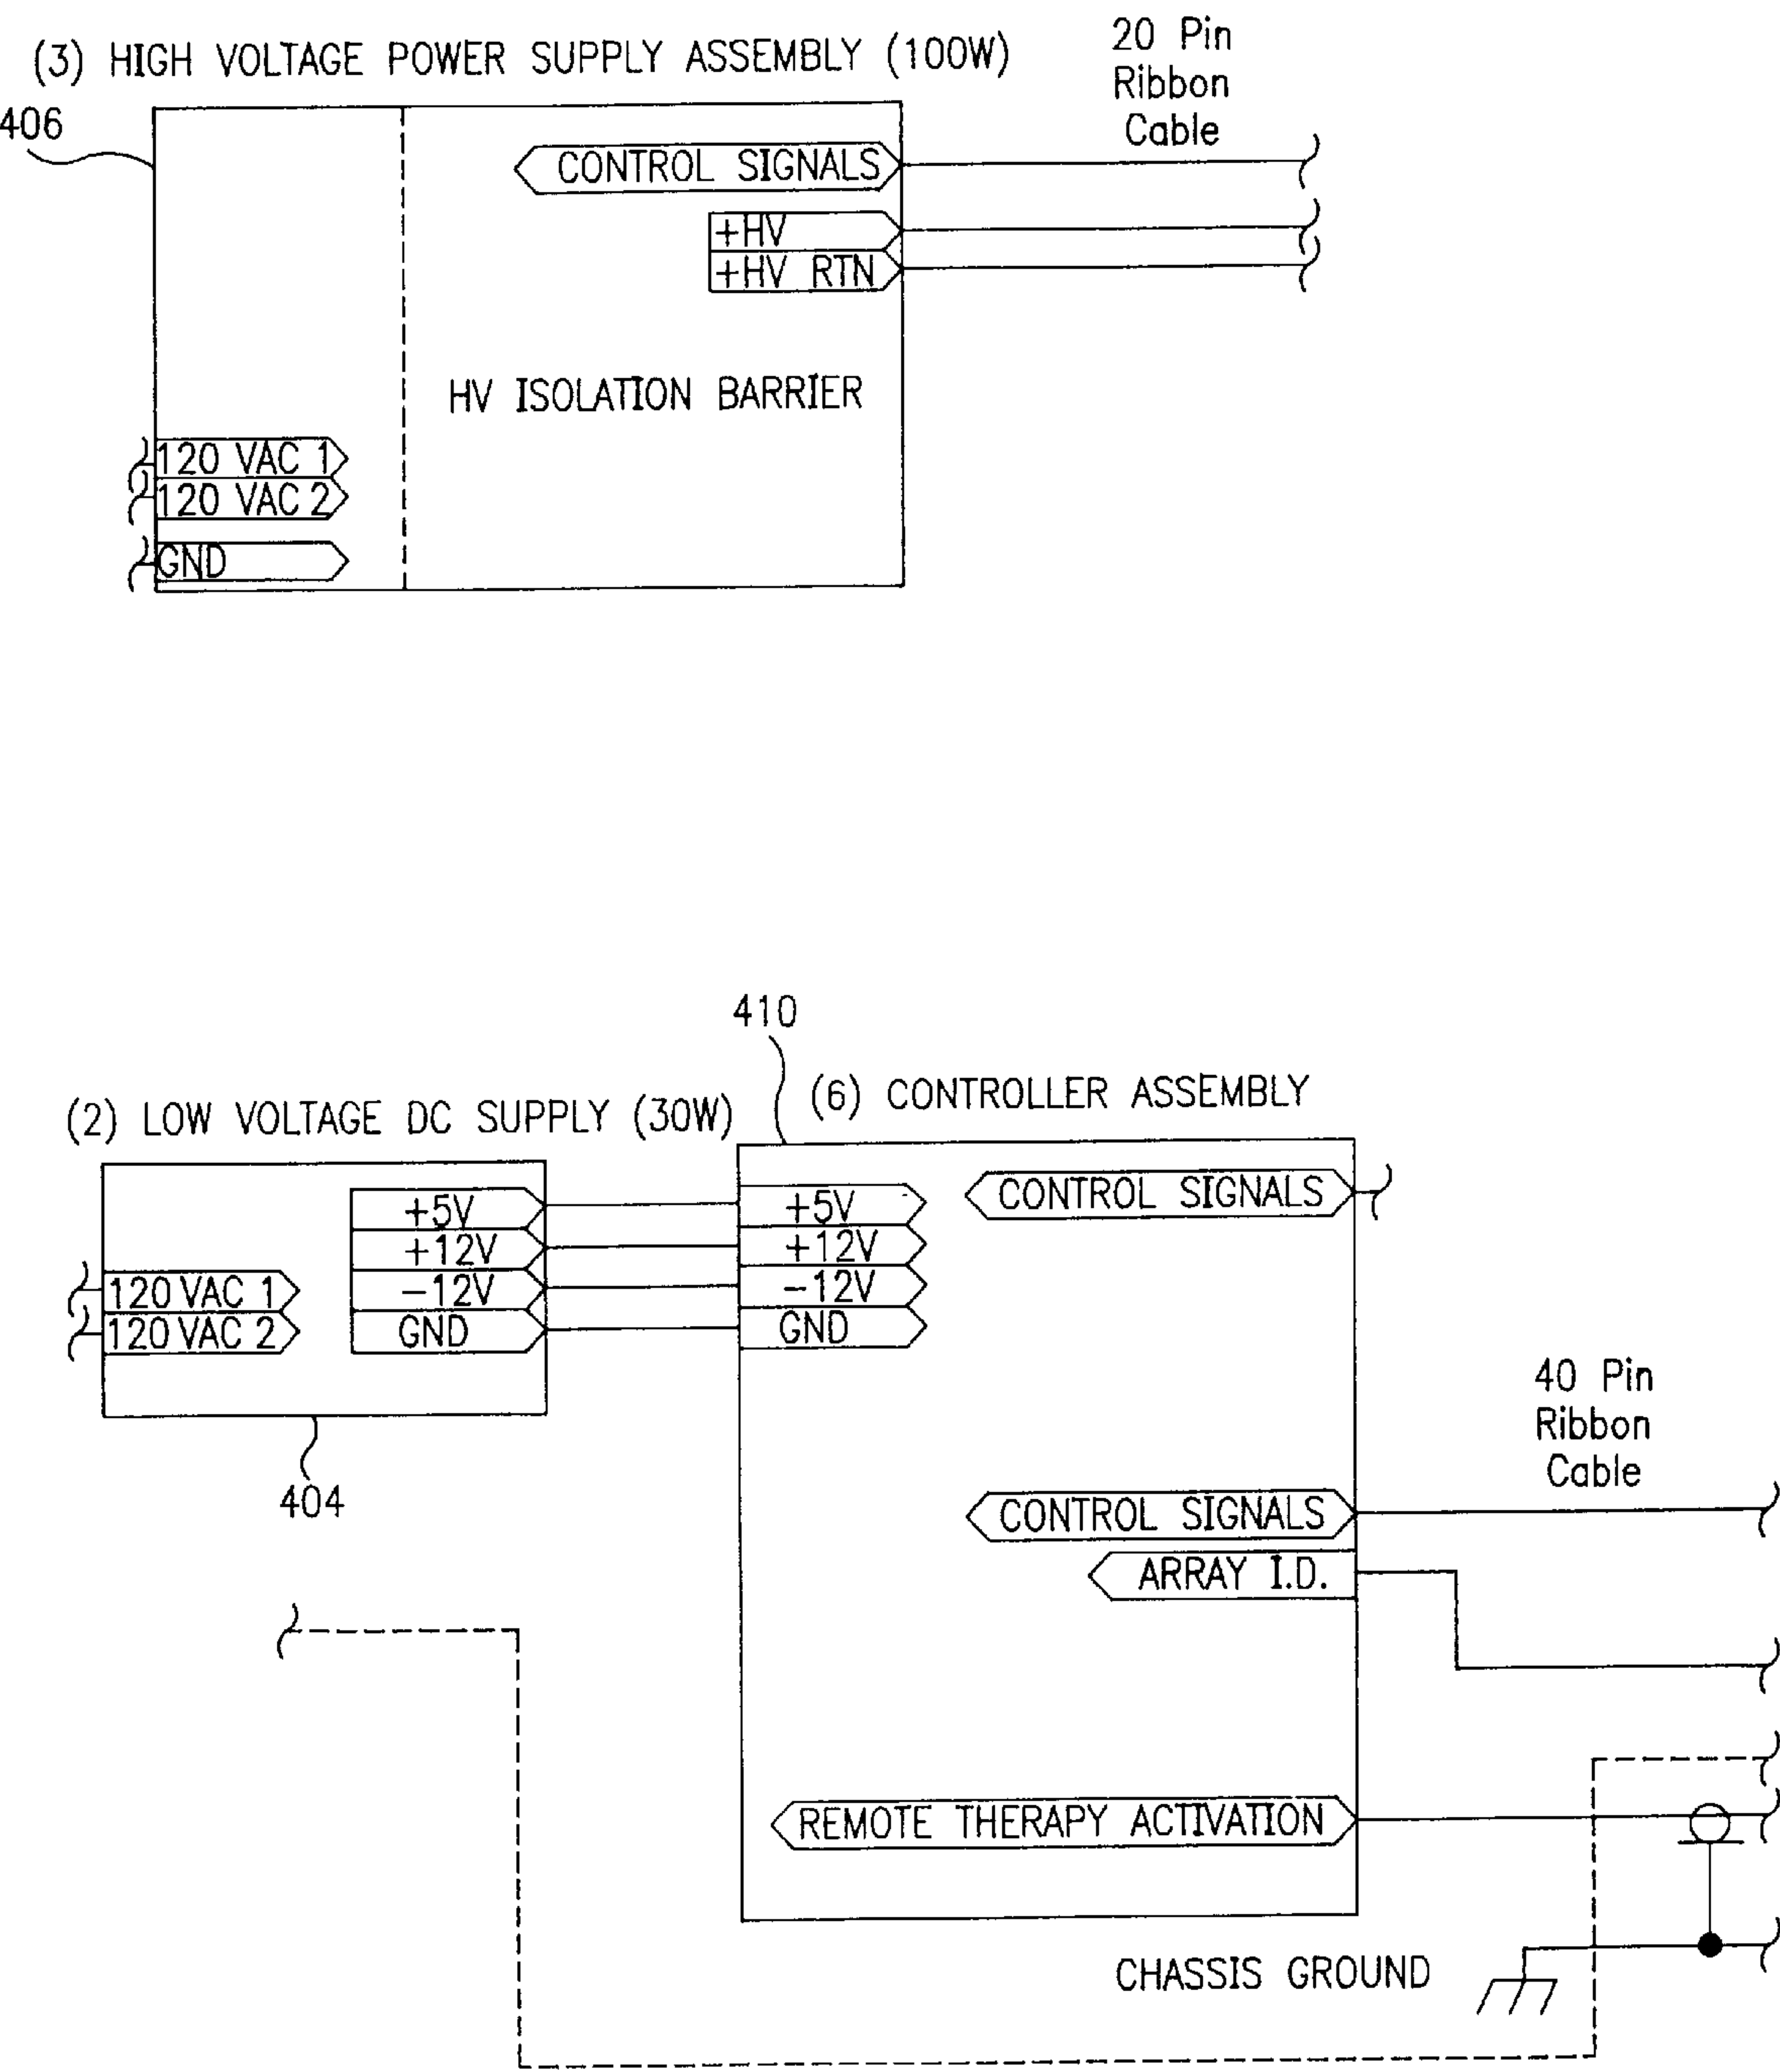 (3) HIGH VOLTAGE POWER SUPPLY ASSEMBLY (100W)
20 Pin
Ribbon
Cable
406
CONTROL SIGNALS
+HV
+HV RTN
HV ISOLATION BARRIER
120 VAC 1
120 VAC 2
GND
410
(6) CONTROLLER ASSEMBLY
(2) LOW VOLTAGE DC SUPPLY (30W)
+5V
+12V
-12V
GND
120 VAC 1
120 VAC 2
404
+5V
+12V
-12V
GND
CONTROL SIGNALS
40 Pin
Ribbon
Cable
CONTROL SIGNALS
ARRAY I.D.
REMOTE THERAPY ACTIVATION
CHASSIS GROUND